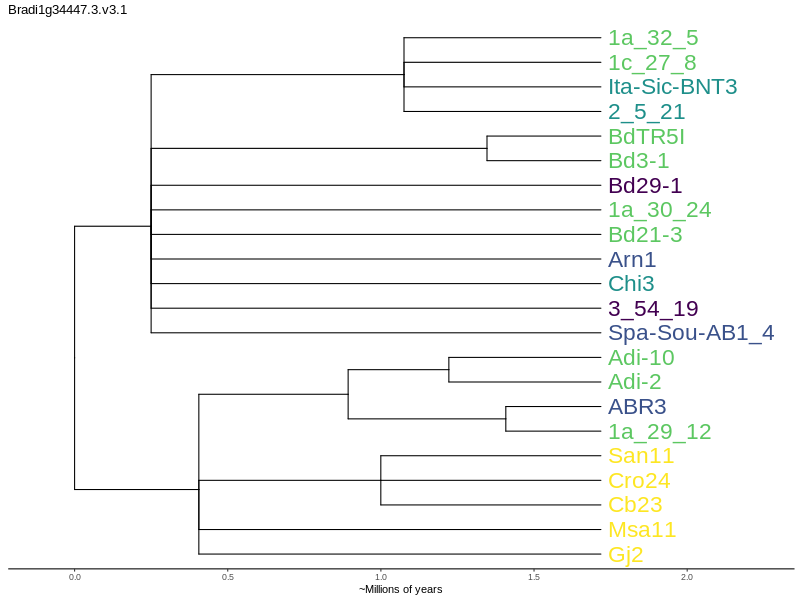 Bradi1g34447.3.v3.1
1a_32_5
1c_27_8
Ita-Sic-BNT3
2_5_21
BdTR5I
Bd3-1
Bd29-1
1a_30_24
Bd21-3
Arn1
Chi3
3_54_19
Spa-Sou-AB1_4
Adi-10
Adi-2
ABR3
1a_29_12
San11
Cro24
Cb23
Msa11
Gj2
0.0 0.5 1.0 1.5 2.0
~Millions of years